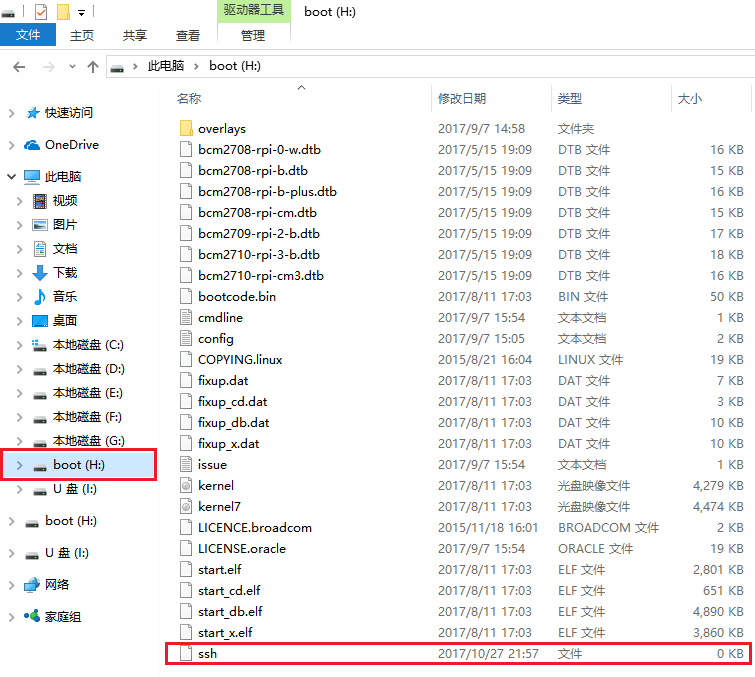 驱动器工具 boot (H:)
文件 主页 共享 查看 管理
此电脑 boot (H:)
名称 修改日期 类型 大小
快速访问
OneDrive
此电脑
视频
图片
文档
下载
音乐
桌面
本地磁盘 (C:)
本地磁盘 (D:)
本地磁盘 (E:)
本地磁盘 (F:)
本地磁盘 (G:)
boot (H:)
U 盘 (I:)
boot (H:)
U 盘 (I:)
网络
家庭组
overlays 2017/9/7 14:58 文件夹
bcm2708-rpi-0-w.dtb 2017/5/15 19:09 DTB 文件 16 KB
bcm2708-rpi-b.dtb 2017/5/15 19:09 DTB 文件 15 KB
bcm2708-rpi-b-plus.dtb 2017/5/15 19:09 DTB 文件 16 KB
bcm2708-rpi-cm.dtb 2017/5/15 19:09 DTB 文件 15 KB
bcm2709-rpi-2-b.dtb 2017/5/15 19:09 DTB 文件 17 KB
bcm2710-rpi-3-b.dtb 2017/5/15 19:09 DTB 文件 18 KB
bcm2710-rpi-cm3.dtb 2017/5/15 19:09 DTB 文件 16 KB
bootcode.bin 2017/8/11 17:03 BIN 文件 50 KB
cmdline 2017/9/7 15:54 文本文档 1 KB
config 2017/9/7 15:05 文本文档 2 KB
COPYING.linux 2015/8/21 16:04 LINUX 文件 19 KB
fixup.dat 2017/8/11 17:03 DAT 文件 7 KB
fixup_cd.dat 2017/8/11 17:03 DAT 文件 3 KB
fixup_db.dat 2017/8/11 17:03 DAT 文件 10 KB
fixup_x.dat 2017/8/11 17:03 DAT 文件 10 KB
issue 2017/9/7 15:54 文本文档 1 KB
kernel 2017/8/11 17:03 光盘映像文件 4,279 KB
kernel7 2017/8/11 17:03 光盘映像文件 4,474 KB
LICENCE.broadcom 2015/11/18 16:01 BROADCOM 文件 2 KB
LICENSE.oracle 2017/9/7 15:54 ORACLE 文件 19 KB
start.elf 2017/8/11 17:03 ELF 文件 2,801 KB
start_cd.elf 2017/8/11 17:03 ELF 文件 651 KB
start_db.elf 2017/8/11 17:03 ELF 文件 4,890 KB
start_x.elf 2017/8/11 17:03 ELF 文件 3,860 KB
ssh 2017/10/27 21:57 文件 0 KB